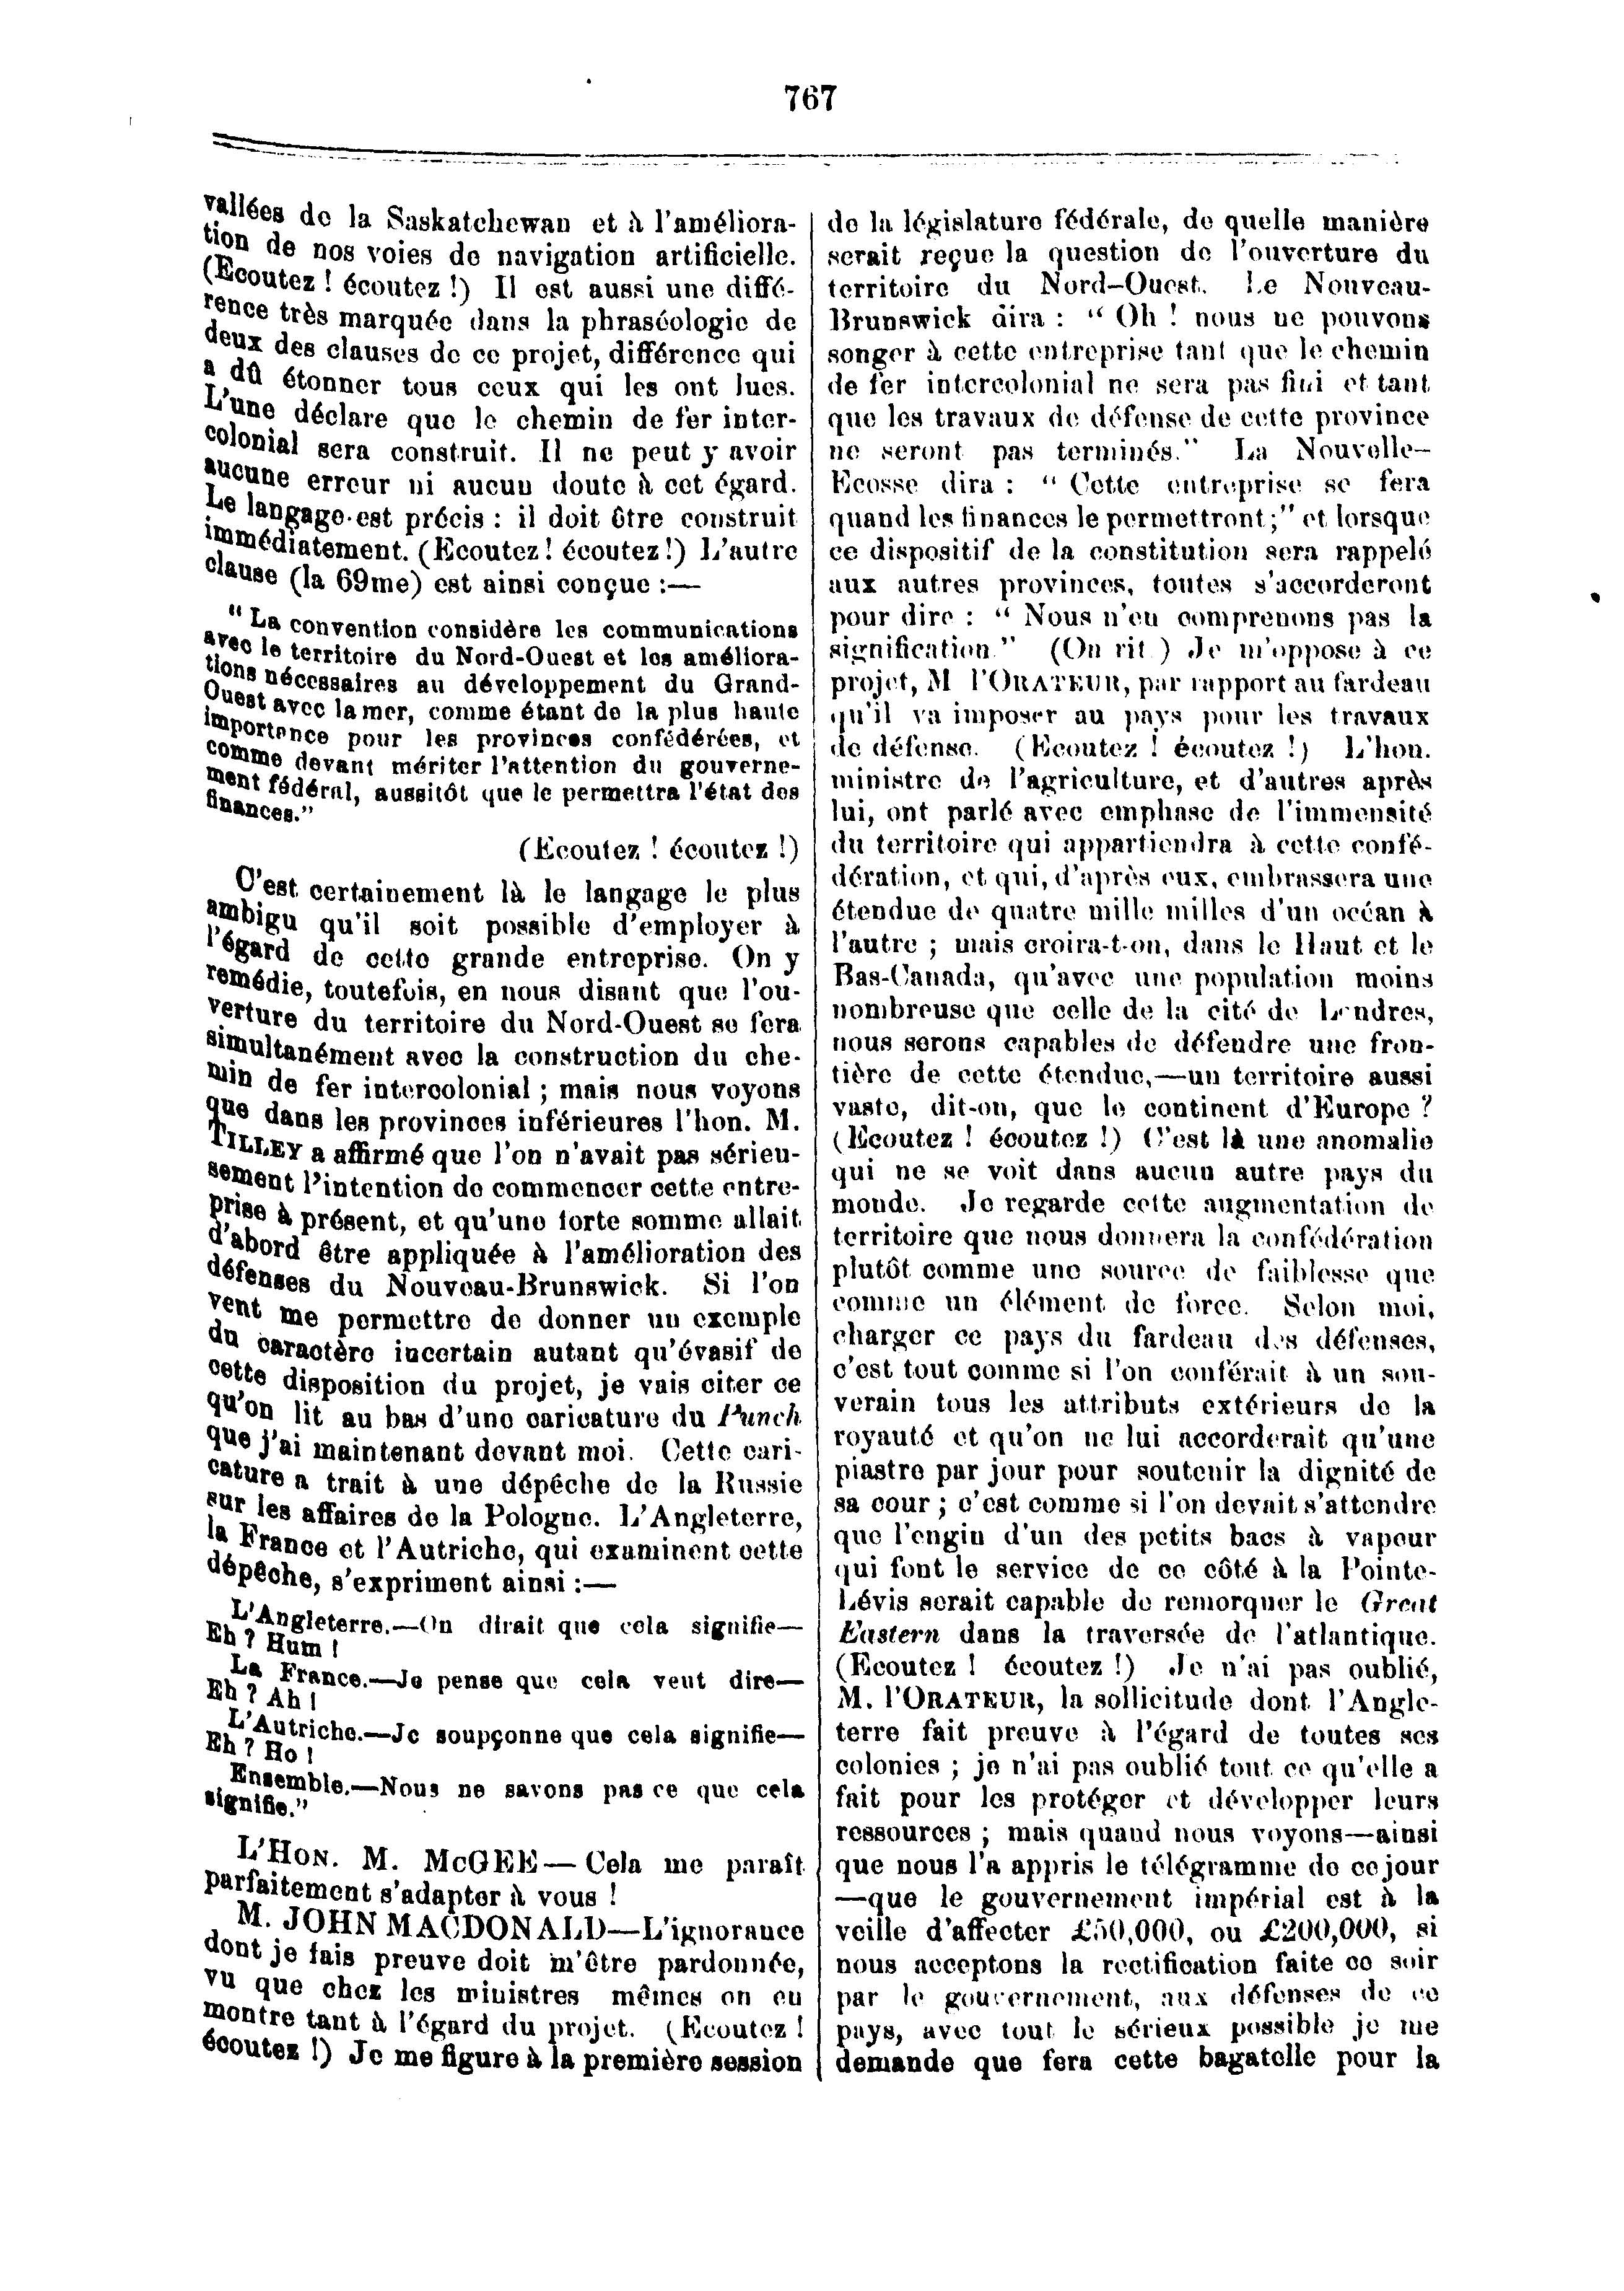 767
vallées de la Saskatchewan et à l'améliora-
tion de nos voies de navigation artificielle.
(Ecoutez ! écoutez !) Il est aussi une diffé-
rence très marquée dans la phraséologie de
deux des clauses de ce projet, différence qui
a dû étonner tous ceux qui les ont lues.
L'une déclare que le chemin de fer inter-
colonial sera construit. Il ne peut y avoir
aucune erreur ni aucun doute à cet égard.
Le langage est précis : il doit être construit
immédiatement. (Ecoutez ! écoutez !) L'autre
clause (la 69me) est ainsi conçue :—
" La convention considère les communications
avec le territoire du Nord-Ouest et les améliora-
tions nécessaires au développement du Grand-
Ouest avec la mer, comme étant de la plus haute
importance pour les provinces confédérées, et
comme devant mériter l'attention du gouverne-
ment fédéral, aussitôt que le permettra l'état des
finances."
(Ecoutez ! écoutez !)
C'est certainement là le langage le plus
ambigu qu'il soit possible d'employer à
l'égard de cette grande entreprise. On y
remédie, toutefois, en nous disant que l'ou-
verture du territoire du Nord-Ouest se fera
simultanément avec la construction du che-
min de fer intercolonial ; mais nous voyons
que dans les provinces inférieures l'hon. M.
TILLEY a affirmé que l'on n'avait pas sérieu-
sement l'intention de commencer cette entre-
prise à présent, et qu'une forte somme allait
d'abord être appliquée à l'amélioration des
défenses du Nouveau-Brunswick. Si l'on
veut me permettre de donner un exemple
du caractère incertain autant qu'évasif de
cette disposition du projet, je vais citer ce
qu'on lit au bas d'une caricature du Punch
que j'ai maintenant devant moi. Cette cari-
cature a trait à une dépêche de la Russie
sur les affaires de la Pologne. L'Angleterre,
la France et l'Autriche, qui examinent cette
dépêche, s'expriment ainsi :—
L'Angleterre.—On dirait que cela signifie—
Eh ? Hum !
La France.—Je pense que cela veut dire—
Eh ? Ah !
L'Autriche.—Je soupçonne que cela signifie—
Eh ? Ho !
Ensemble.—Nous ne savons pas ce que cela
signifie."
L'HON. M. McGEE — Cela me paraît
parfaitement s'adapter à vous !
M. JOHN MACDONALD—L'ignorance
dont je fais preuve doit m'être pardonnée,
vu que chez les ministres mêmes on en
montre tant à l'égard du projet. (Ecoutez !
écoutez !) Je me figure à la première session
de la législature fédérale, de quelle manière
serait reçue la question de l'ouverture du
territoire du Nord-Ouest. Le Nouveau-
Brunswick dira : " Oh ! nous ne pouvons
songer à cette entreprise tant que le chemin
de fer intercolonial ne sera pas fini et tant
que les travaux de défense de cette province
ne seront pas terminés." La Nouvelle-
Ecosse dira : " Cette entreprise se fera
quand les finances le permettront ;" et lorsque
ce dispositif de la constitution sera rappelé
aux autres provinces, toutes s'accorderont
pour dire : " Nous n'en comprenons pas la
signification " (On rit ) Je m'oppose à ce
projet, M l'ORATEUR, par rapport au fardeau
qu'il va imposer au pays pour les travaux
de défense. (Ecoutez ! écoutez !) L'hon.
ministre de l'agriculture, et d'autres après
lui, ont parlé avec emphase de l'immensité
du territoire qui appartiendra à cette confé-
dération, et qui, d'après eux, embrassera une
étendue de quatre mille milles d'un océan à
l'autre ; mais croira-t-on, dans le Haut et le
Bas-Canada, qu'avec une population moins
nombreuse que celle de la cité de Londres,
nous serons capables de défendre une fron-
tière de cette étendue,—un territoire aussi
vaste, dit-on, que le continent d'Europe ?
(Ecoutez ! écoutez !) C'est là une anomalie
qui ne se voit dans aucun autre pays du
monde. Je regarde cette augmentation de
territoire que nous donnera la confédération
plutôt comme une source de faiblesse que
comme un élément de force. Selon moi,
charger ce pays du fardeau des défenses,
c'est tout comme si l'on conférait à un sou-
verain tous les attributs extérieurs de la
royauté et qu'on ne lui accorderait qu'une
piastre par jour pour soutenir la dignité de
sa cour ; c'est comme si l'on devait s'attendre
que l'engin d'un des petits bacs à vapeur
qui font le service de ce côté à la Pointe-
Lévis serait capable de remorquer le Great
Eastern dans la traversée de l'atlantique.
(Ecoutez ! écoutez !) Je n'ai pas oublié,
M. l'ORATEUR, la sollicitude dont l'Angle-
terre fait preuve à l'égard de toutes ses
colonies ; je n'ai pas oublié tout ce qu'elle a
fait pour les protéger et développer leurs
ressources ; mais quand nous voyons—ainsi
que nous l'a appris le télégramme de ce jour
—que le gouvernement impérial est à la
veille d'affecter £50,000, ou £200,000, si
nous acceptons la rectification faite ce soir
par le gouvernement, aux défenses de ce
pays, avec tout le sérieux possible je me
demande que fera cette bagatelle pour la